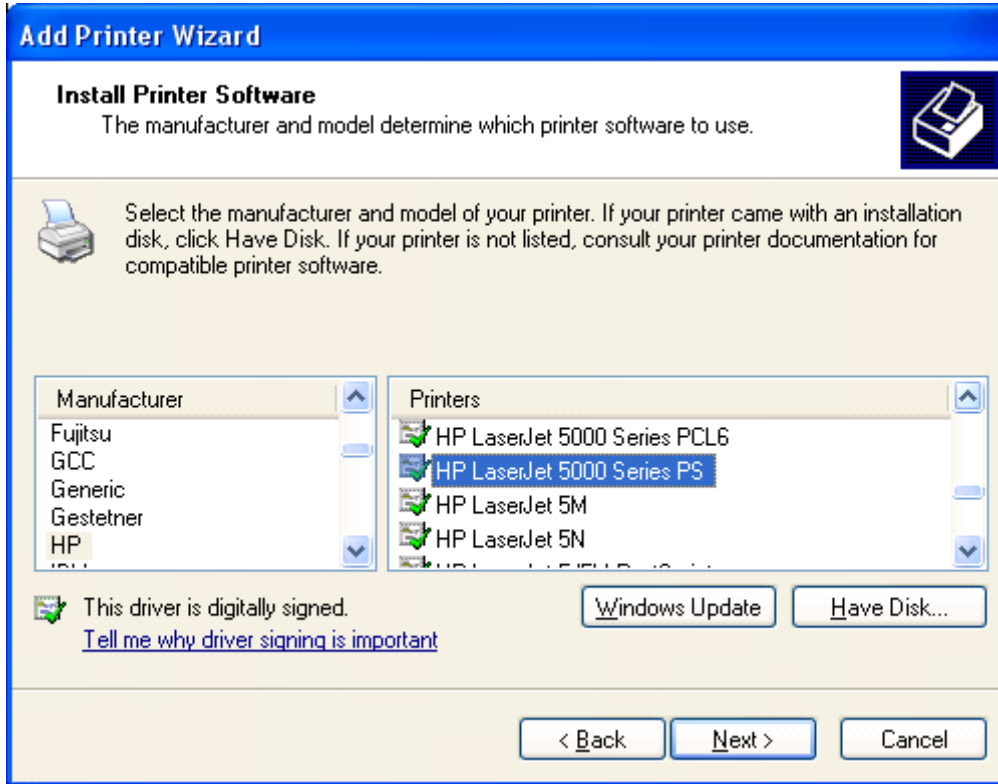 Add Printer Wizard
Install Printer Software
The manufacturer and model determine which printer software to use.
Select the manufacturer and model of your printer. If your printer came with an installation
disk, click Have Disk. If your printer is not listed, consult your printer documentation for
compatible printer software.
Manufacturer
Fujitsu
GCC
Generic
Gestetner
HP
Printers
HP LaserJet 5000 Series PCL6
HP LaserJet 5000 Series PS
HP LaserJet 5M
HP LaserJet 5N
This driver is digitally signed.
Tell me why driver signing is important
Windows Update
Have Disk...
< Back
Next >
Cancel